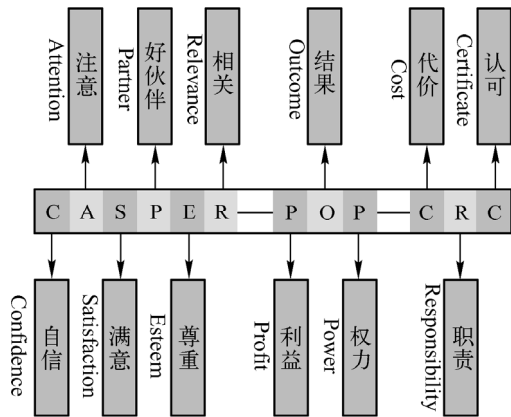 Attention
注意
Partner
好伙伴
Relevance
相关
Outcome
结果
Cost
代价
Certificate
认可
C A S P E R — P O P — C R C
Confidence
自信
Satisfaction
满意
Esteem
尊重
Profit
利益
Power
权力
Responsibility
职责